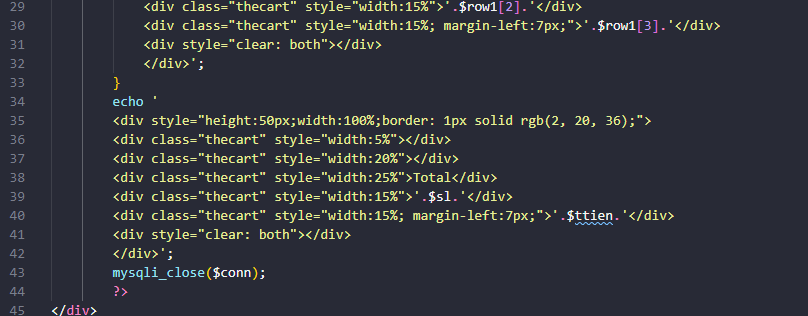 29 <div class="thecart" style="width:15%">'.$row1[2].'</div>
30 <div class="thecart" style="width:15%; margin-left:7px;">'.$row1[3].'</div>
31 <div style="clear: both"></div>
32 </div>';
33 }
34 echo '
35 <div style="height:50px;width:100%;border: 1px solid rgb(2, 20, 36);">
36 <div class="thecart" style="width:5%"></div>
37 <div class="thecart" style="width:20%"></div>
38 <div class="thecart" style="width:25%">Total</div>
39 <div class="thecart" style="width:15%">'.$sl.'</div>
40 <div class="thecart" style="width:15%; margin-left:7px;">'.$ttien.'</div>
41 <div style="clear: both"></div>
42 </div>';
43 mysqli_close($conn);
44 ?>
45 </div>